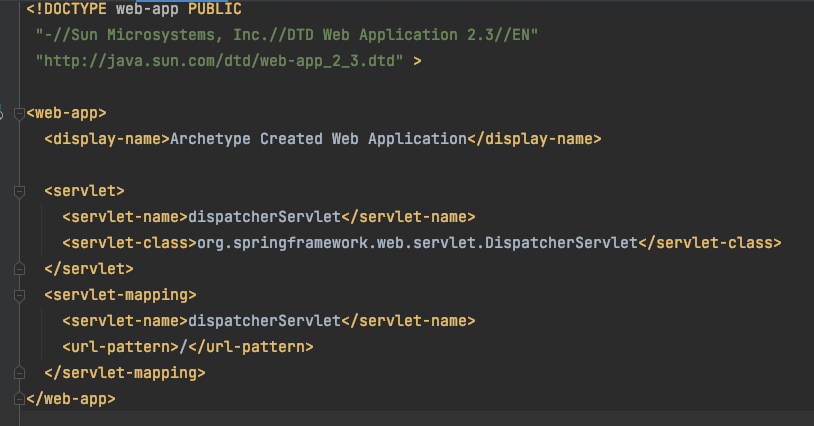 <!DOCTYPE web-app PUBLIC
 "-//Sun Microsystems, Inc.//DTD Web Application 2.3//EN"
 "http://java.sun.com/dtd/web-app_2_3.dtd" >

<web-app>
  <display-name>Archetype Created Web Application</display-name>

  <servlet>
    <servlet-name>dispatcherServlet</servlet-name>
    <servlet-class>org.springframework.web.servlet.DispatcherServlet</servlet-class>
  </servlet>
  <servlet-mapping>
    <servlet-name>dispatcherServlet</servlet-name>
    <url-pattern>/</url-pattern>
  </servlet-mapping>
</web-app>